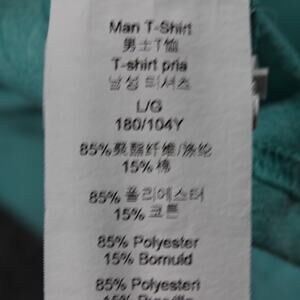 Man T-Shirt
男士T恤
T-shirt pria
남성 티셔츠
L/G
180/104Y
85%聚酯纤维/涤纶
15%棉
85% 폴리에스터
15% 코튼
85% Polyester
15% Bomuld
85% Polyesteri
15%